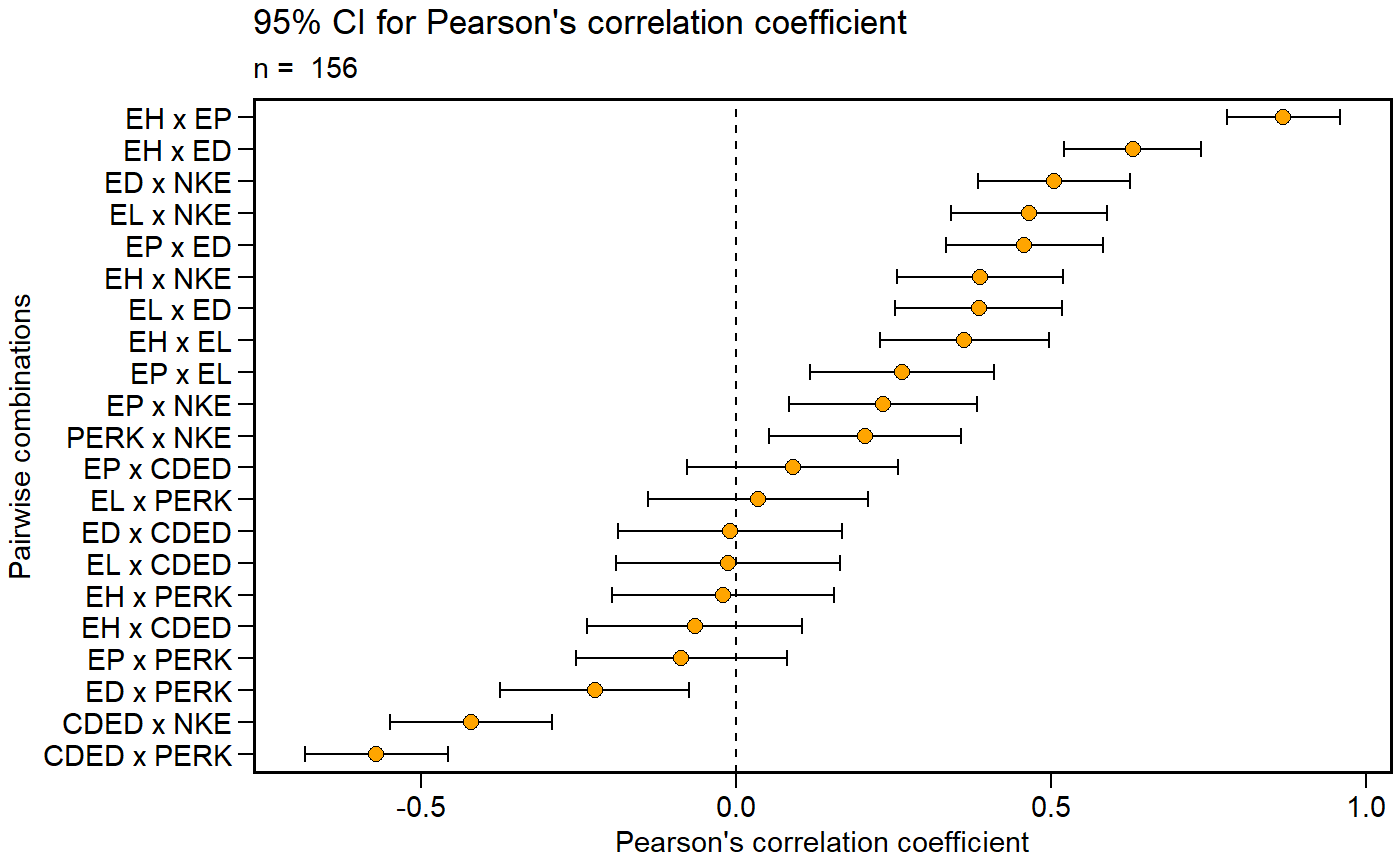 95% CI for Pearson's correlation coefficient
n =  156
Pairwise combinations
EH x EP
EH x ED
ED x NKE
EL x NKE
EP x ED
EH x NKE
EL x ED
EH x EL
EP x EL
EP x NKE
PERK x NKE
EP x CDED
EL x PERK
ED x CDED
EL x CDED
EH x PERK
EH x CDED
EP x PERK
ED x PERK
CDED x NKE
CDED x PERK
-0.5 0.0 0.5 1.0
Pearson's correlation coefficient